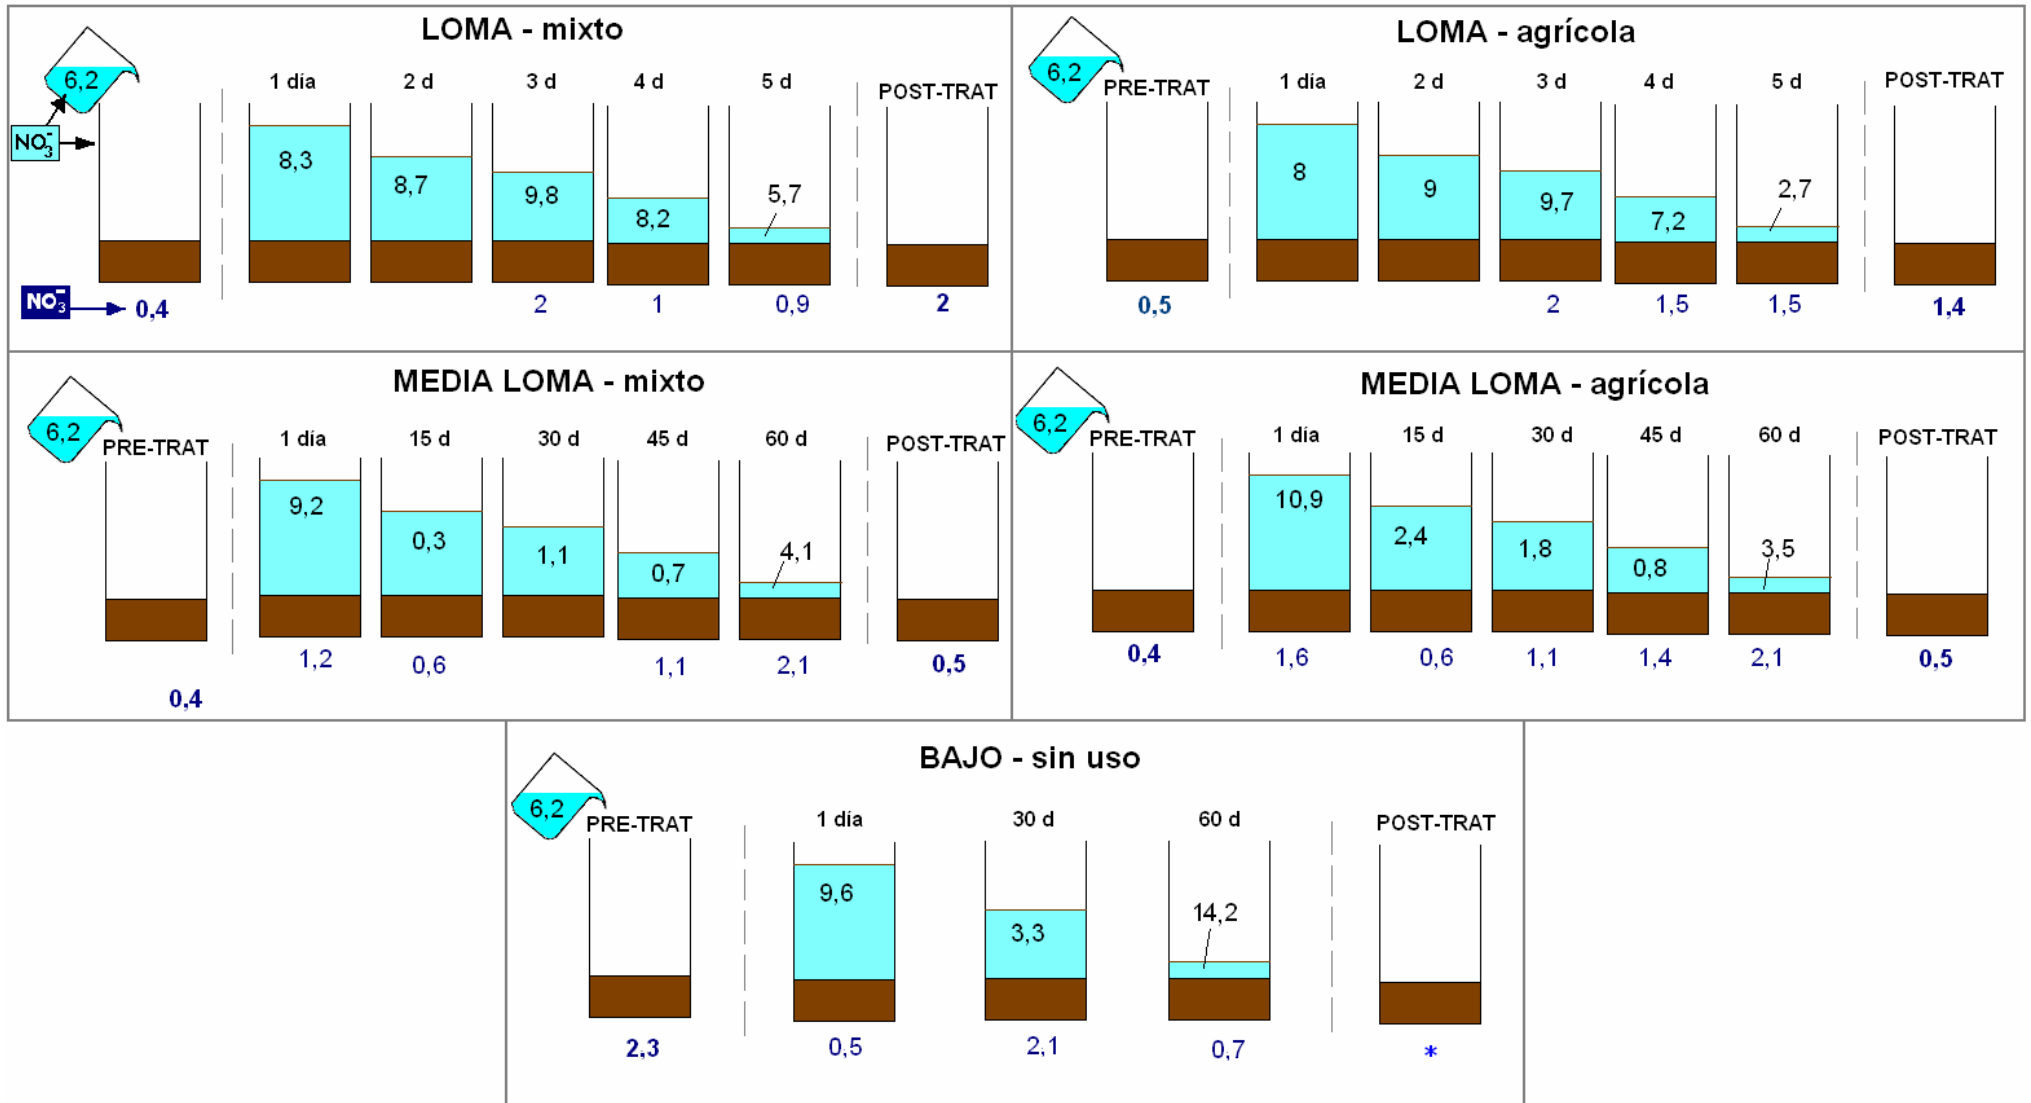 LOMA - mixto
6,2
1 día 2 d 3 d 4 d 5 d POST-TRAT
NO₃⁻
8,3 8,7 9,8 8,2 5,7
NO₃⁻ 0,4 2 1 0,9 2
LOMA - agrícola
6,2
PRE-TRAT 1 día 2 d 3 d 4 d 5 d POST-TRAT
8 9 9,7 7,2 2,7
0,5 2 1,5 1,5 1,4
MEDIA LOMA - mixto
6,2
PRE-TRAT 1 día 15 d 30 d 45 d 60 d POST-TRAT
9,2 0,3 1,1 0,7 4,1
1,2 0,6 1,1 2,1 0,5
0,4
MEDIA LOMA - agrícola
6,2
PRE-TRAT 1 día 15 d 30 d 45 d 60 d POST-TRAT
10,9 2,4 1,8 0,8 3,5
0,4 1,6 0,6 1,1 1,4 2,1 0,5
BAJO - sin uso
6,2
PRE-TRAT 1 día 30 d 60 d POST-TRAT
9,6 3,3 14,2
2,3 0,5 2,1 0,7 *